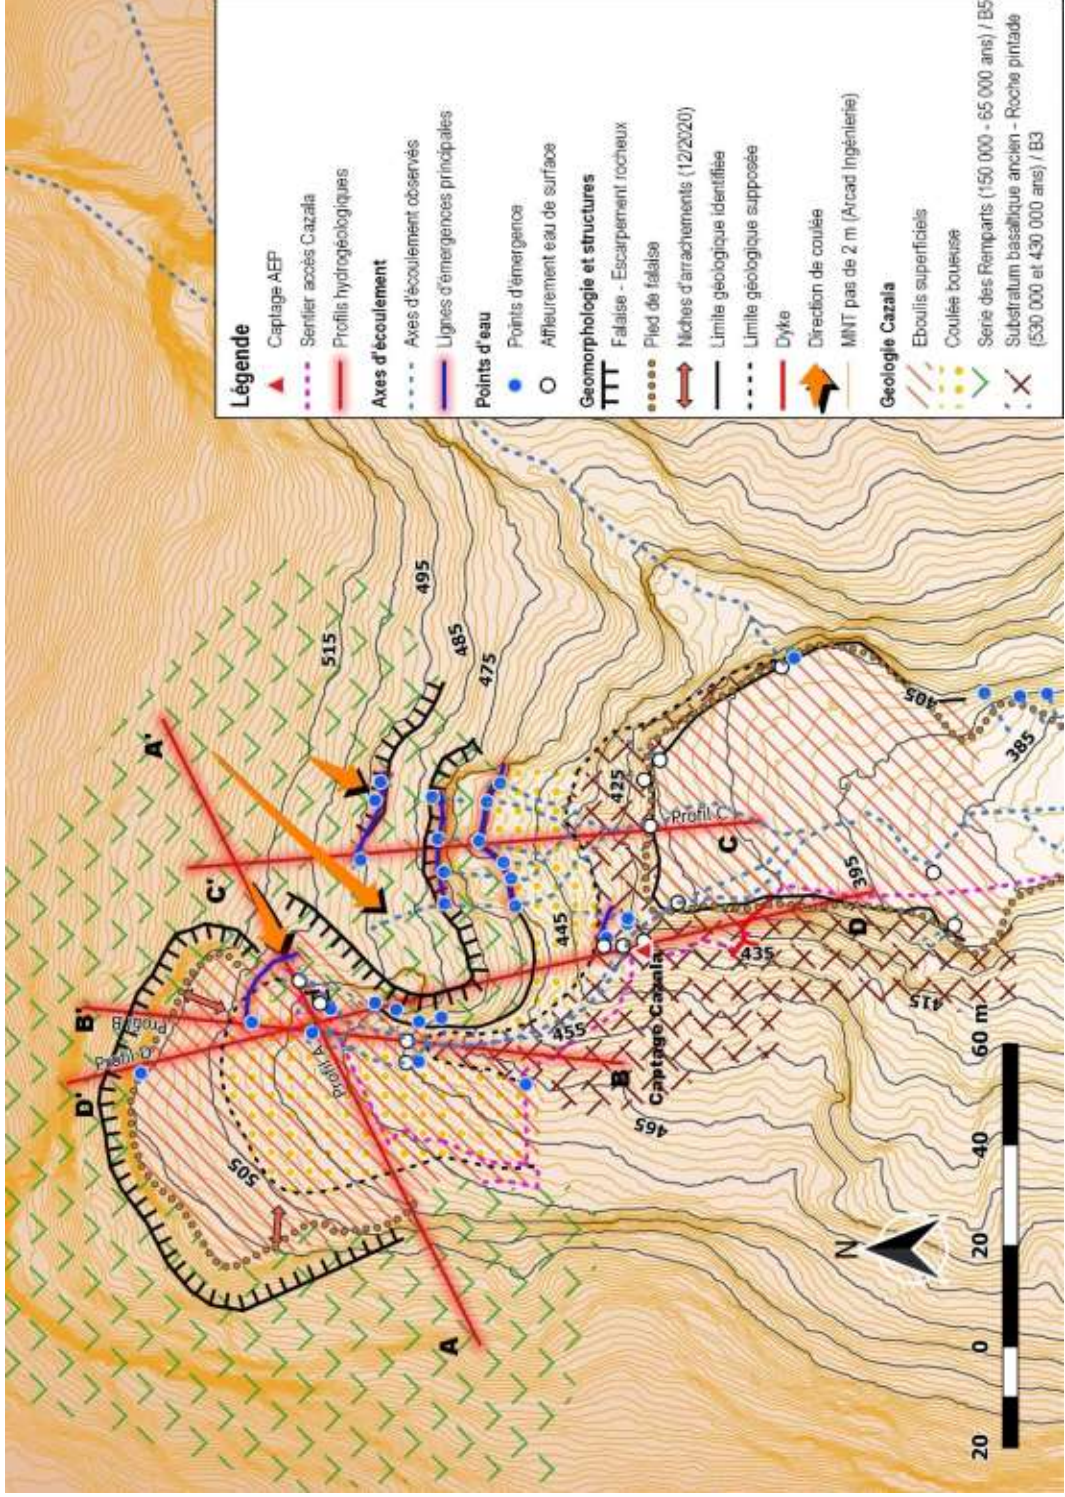 Légende
Captage AEP
Sentier accès Cazala
Profils hydrogéologiques
Axes d'écoulement
Axes d'écoulement observés
Lignes d'émergences principales
Points d'eau
Points d'émergence
Affleurement eau de surface
Geomorphologie et structures
Falaise - Escarpement rocheux
Pied de falaise
Niches d'arrachements (12/2020)
Limite géologique identifiée
Limite géologique supposée
Dyke
Direction de coulée
MNT pas de 2 m (Arcad Ingénierie)
Geologie Cazala
Eboulis superficiels
Coulée boueuse
Serie des Remparts (150 000 - 65 000 ans) / B5
Substratum basaltique ancien - Roche pintade
(530 000 et 430 000 ans) / B3
A'
C'
B'
D'
Profil B
Profil D
Profil A
Profil C
A
B
C
D
Captage Cazala
515
495
485
475
505
445
455
465
425
435
415
405
395
385
N
20
0
20
40
60 m